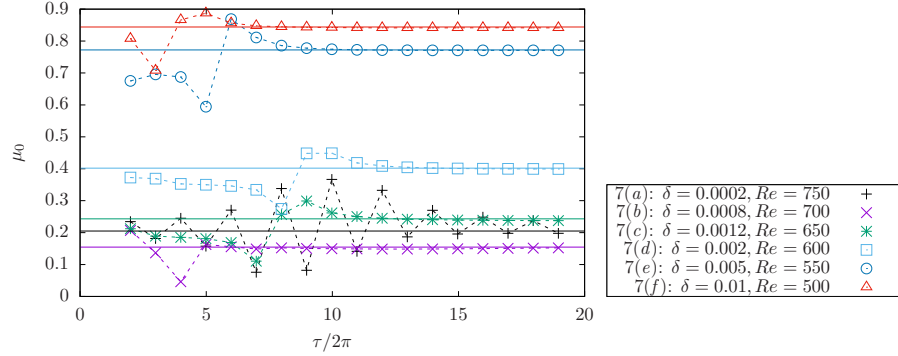 0.9
0.8
0.7
0.6
0.5
0.4
0.3
0.2
0.1
0
μ₀
0 5 10 15 20
τ/2π
7(a): δ = 0.0002, Re = 750
7(b): δ = 0.0008, Re = 700
7(c): δ = 0.0012, Re = 650
7(d): δ = 0.002, Re = 600
7(e): δ = 0.005, Re = 550
7(f): δ = 0.01, Re = 500